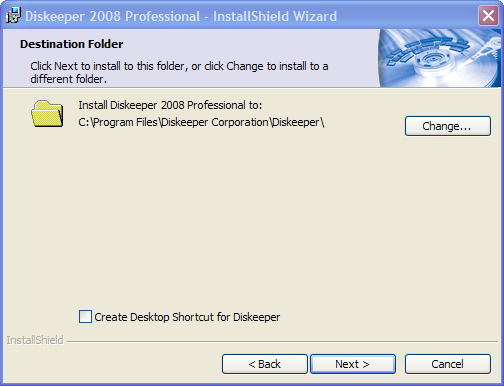 Diskeeper 2008 Professional - InstallShield Wizard
Destination Folder
Click Next to install to this folder, or click Change to install to a
different folder.
Install Diskeeper 2008 Professional to:
C:\Program Files\Diskeeper Corporation\Diskeeper\
Change...
Create Desktop Shortcut for Diskeeper
InstallShield
< Back
Next >
Cancel